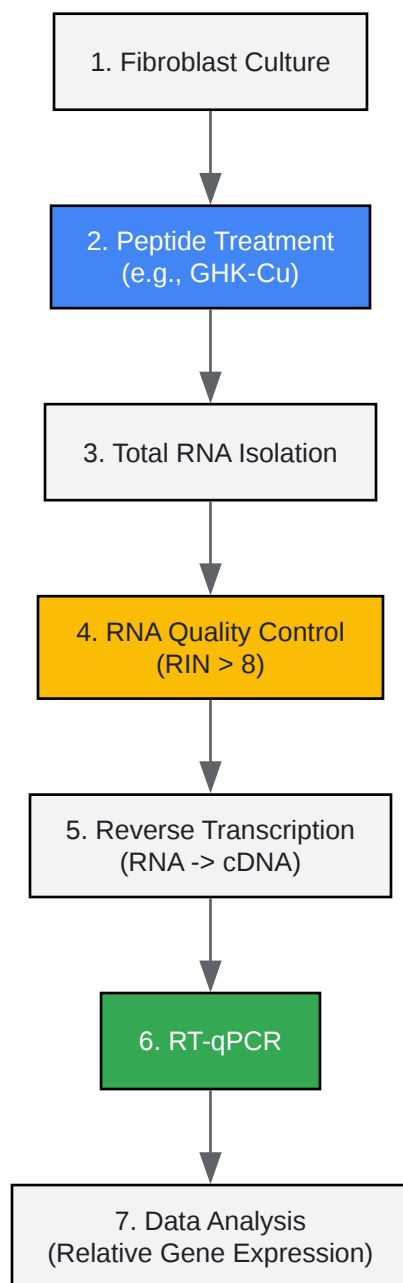 1. Fibroblast Culture
2. Peptide Treatment
(e.g., GHK-Cu)
3. Total RNA Isolation
4. RNA Quality Control
(RIN > 8)
5. Reverse Transcription
(RNA -> cDNA)
6. RT-qPCR
7. Data Analysis
(Relative Gene Expression)